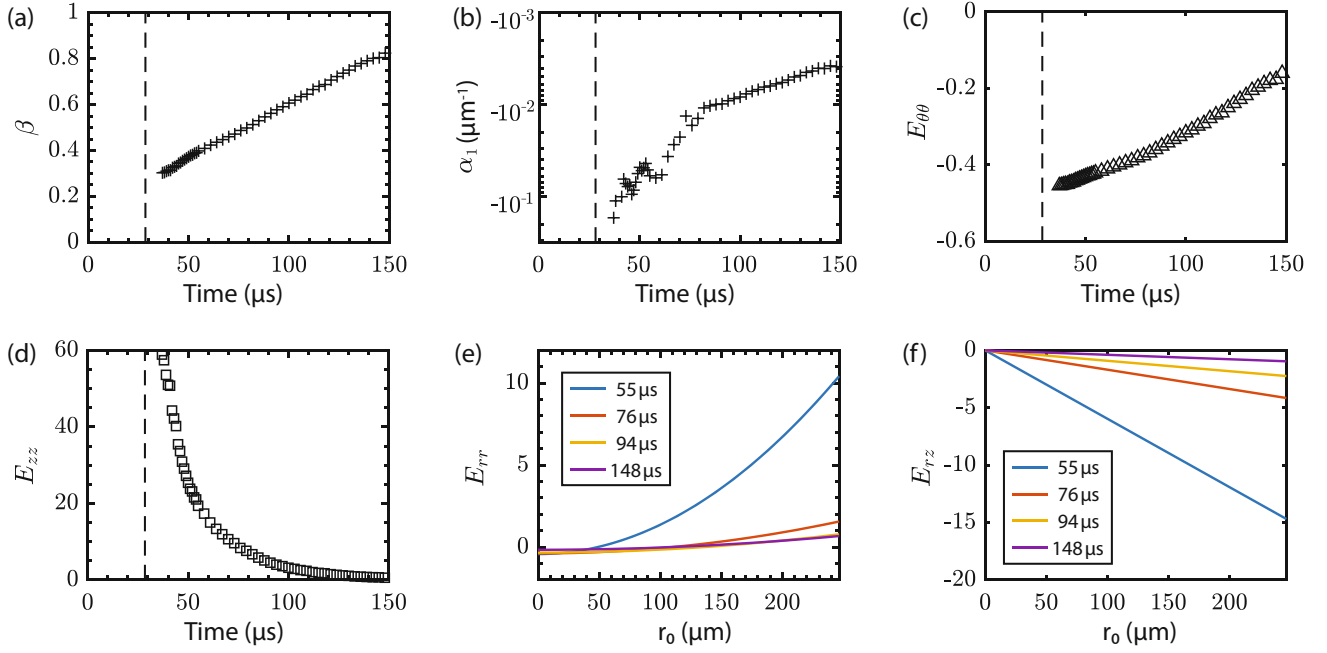 (a)
1
0.8
0.6
0.4
0.2
0
β
0 50 100 150
Time (µs)
(b)
-10⁻³
-10⁻²
-10⁻¹
α₁ (µm⁻¹)
0 50 100 150
Time (µs)
(c)
0
-0.2
-0.4
-0.6
E_θθ
0 50 100 150
Time (µs)
(d)
60
40
20
0
E_zz
0 50 100 150
Time (µs)
(e)
10
5
0
E_rr
55 µs
76 µs
94 µs
148 µs
0 50 100 150 200
r₀ (µm)
(f)
0
-5
-10
-15
-20
E_rz
55 µs
76 µs
94 µs
148 µs
0 50 100 150 200
r₀ (µm)